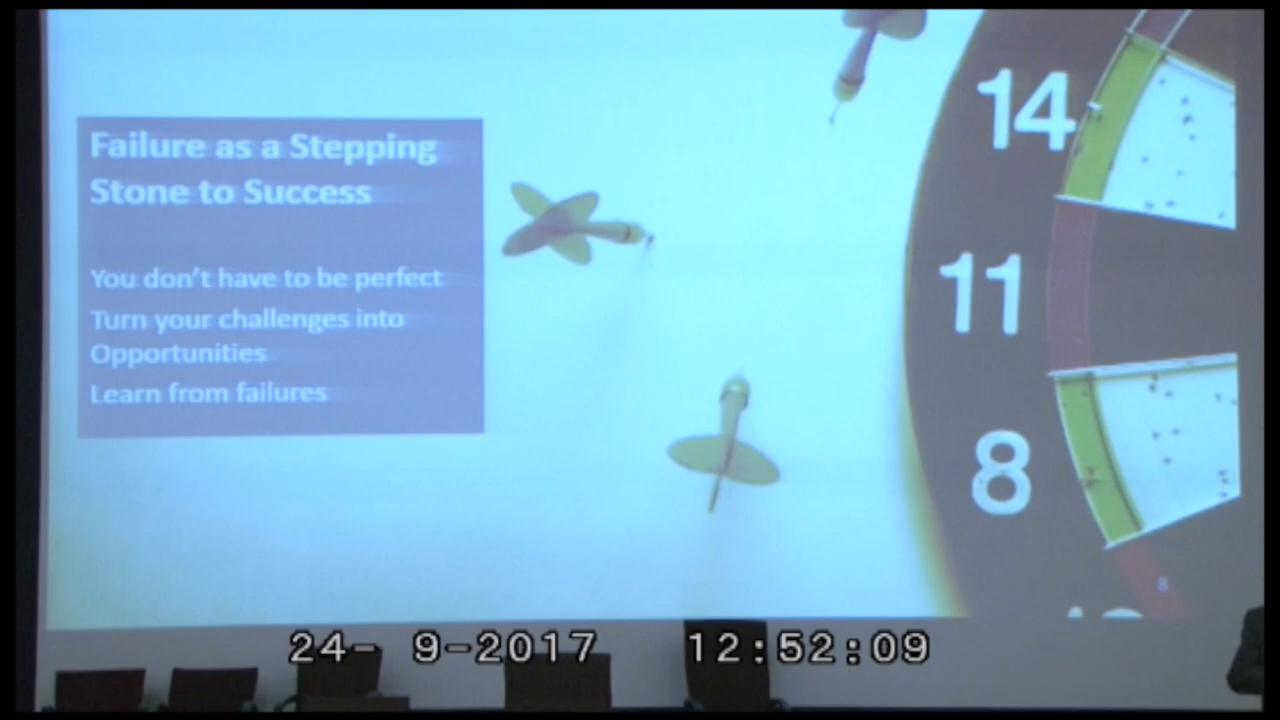 Failure as a Stepping
Stone to Success
You don't have to be perfect
Turn your challenges into
Opportunities
Learn from failures
14
11
8
8
24- 9-2017 12:52:09